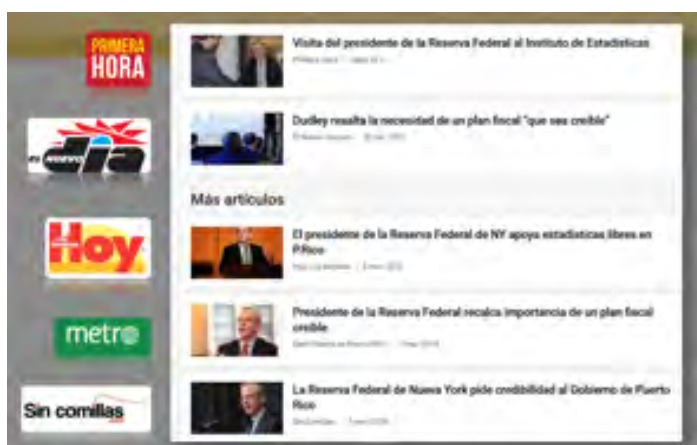 PRIMERA
HORA
Visita del presidente de la Reserva Federal al Instituto de Estadísticas
EL NUEVO
día
Dudley resalta la necesidad de un plan fiscal "que sea creíble"
Más artículos
Hoy
El presidente de la Reserva Federal de NY apoya estadísticas libres en
P.Rico
metro
Presidente de la Reserva Federal recalca importancia de un plan fiscal
creíble
Sin comillas
La Reserva Federal de Nueva York pide credibilidad al Gobierno de Puerto
Rico